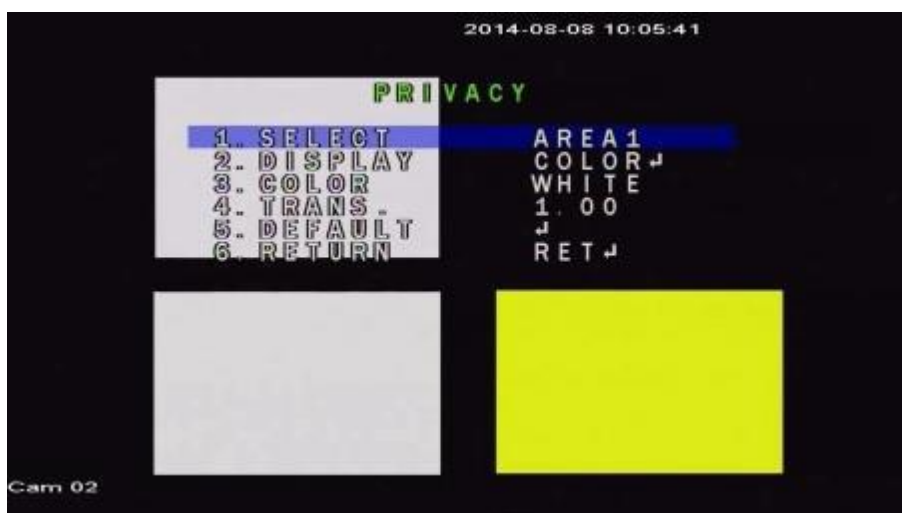 2014-08-08 10:05:41
PRIVACY
1. SELECT AREA1
2. DISPLAY COLOR↲
3. COLOR WHITE
4. TRANS. 1.00
5. DEFAULT ↲
6. RETURN RET↲
Cam 02